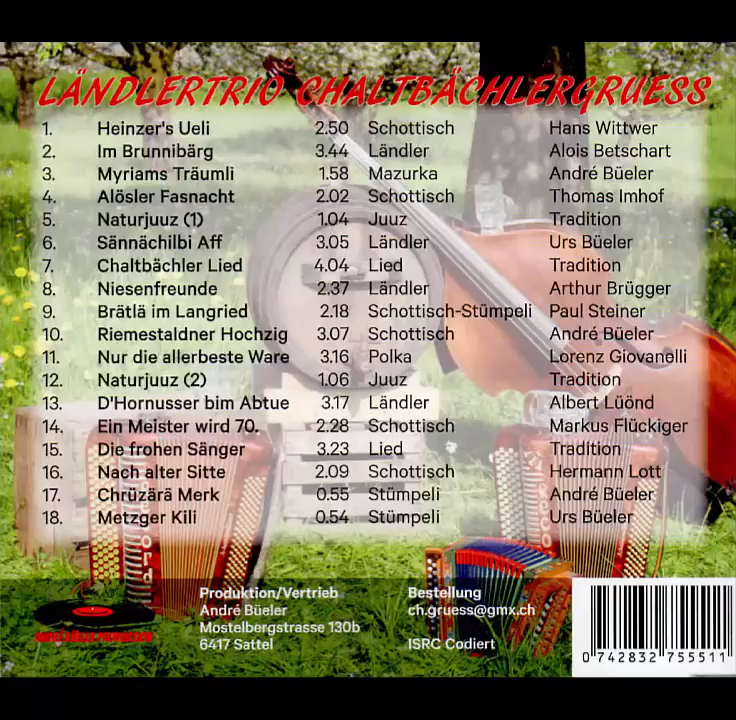 LÄNDLERTRIO CHALTBÄCHLERGRUESS
1. Heinzer's Ueli 2.50 Schottisch Hans Wittwer
2. Im Brunnibärg 3.44 Ländler Alois Betschart
3. Myriams Träumli 1.58 Mazurka André Büeler
4. Alösler Fasnacht 2.02 Schottisch Thomas Imhof
5. Naturjuuz (1) 1.04 Juuz Tradition
6. Sännächilbi Aff 3.05 Ländler Urs Büeler
7. Chaltbächler Lied 4.04 Lied Tradition
8. Niesenfreunde 2.37 Ländler Arthur Brügger
9. Brätlä im Langried 2.18 Schottisch-Stümpeli Paul Steiner
10. Riemestaldner Hochzig 3.07 Schottisch André Büeler
11. Nur die allerbeste Ware 3.16 Polka Lorenz Giovanelli
12. Naturjuuz (2) 1.06 Juuz Tradition
13. D'Hornusser bim Abtue 3.17 Ländler Albert Lüönd
14. Ein Meister wird 70. 2.28 Schottisch Markus Flückiger
15. Die frohen Sänger 3.23 Lied Tradition
16. Nach alter Sitte 2.09 Schottisch Hermann Lott
17. Chrüzärä Merk 0.55 Stümpeli André Büeler
18. Metzger Kili 0.54 Stümpeli Urs Büeler
Produktion/Vertrieb
André Büeler
Mostelbergstrasse 130b
6417 Sattel
Bestellung
ch.gruess@gmx.ch
ISRC Codiert
0 742832 755511